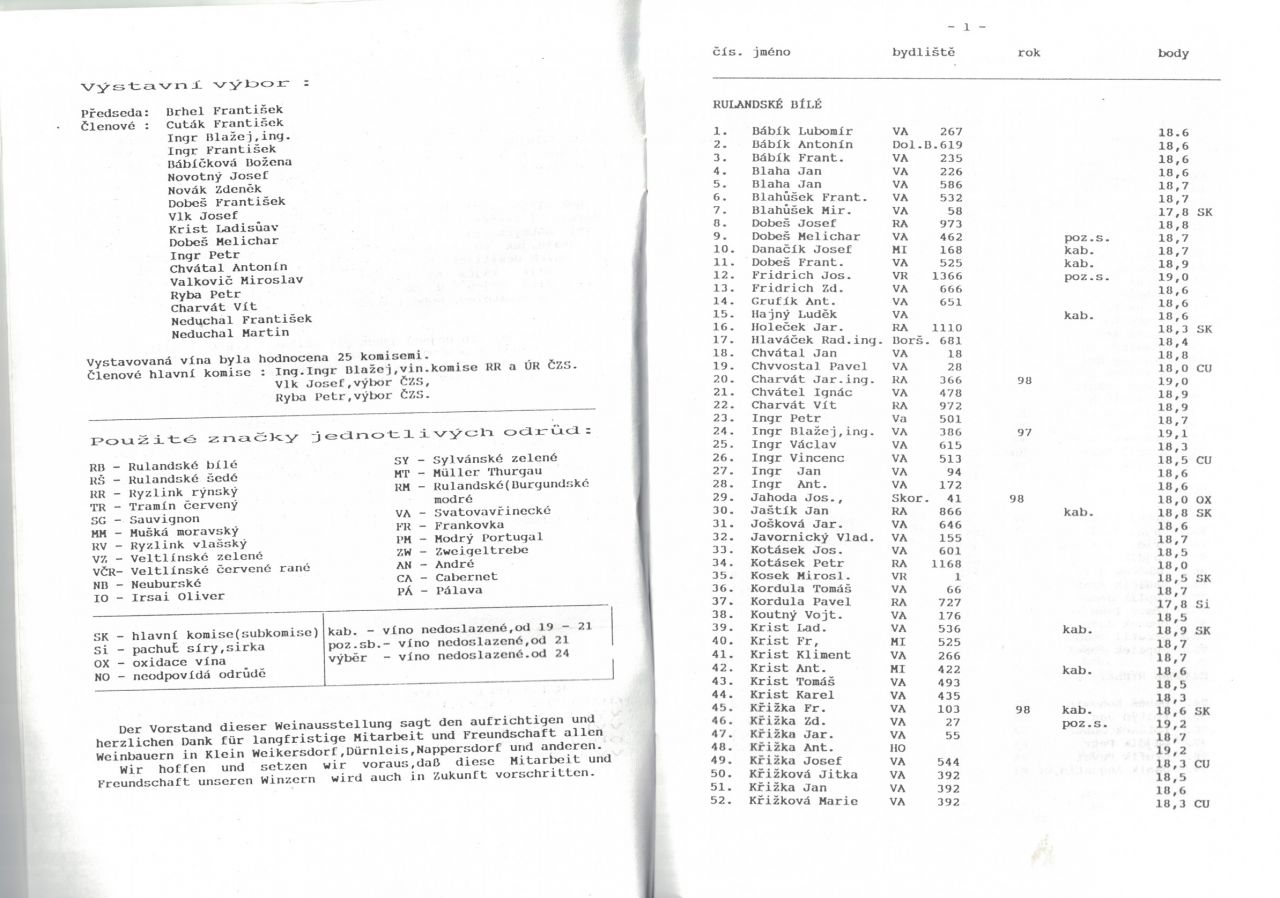 Výstavní výbor :
Předseda: Brhel František
Členové : Cuták František
Ingr Blažej,ing.
Ingr František
Bábíčková Božena
Novotný Josef
Novák Zdeněk
Dobeš František
Vlk Josef
Krist Ladisůav
Dobeš Melichar
Ingr Petr
Chvátal Antonín
Valkovič Miroslav
Ryba Petr
Charvát Vít
Neduchal František
Neduchal Martin
Vystavovaná vína byla hodnocena 25 komisemi.
Členové hlavní komise : Ing.Ingr Blažej,vin.komise RR a ÚR ČZS.
Vlk Josef,výbor ČZS,
Ryba Petr,výbor ČZS.
Použité značky jednotlivých odrůd:
RB – Rulandské bílé
RŠ – Rulandské šedé
RR – Ryzlink rýnský
TR – Tramín červený
SG – Sauvignon
MM – Mušká moravský
RV – Ryzlink vlašský
VZ – Veltlínské zelené
VČR– Veltlínské červené rané
NB – Neuburské
IO – Irsai Oliver
SY – Sylvánské zelené
MT – Müller Thurgau
RM – Rulandské(Burgundské
modré
VA – Svatovavřinecké
FR – Frankovka
PM – Modrý Portugal
ZW – Zweigeltrebe
AN – André
CA – Cabernet
PÁ – Pálava
SK – hlavní komise(subkomise)
Si – pachuť síry,sirka
OX – oxidace vína
NO – neodpovídá odrůdě
kab. – víno nedoslazené,od 19 – 21
poz.sb.– víno nedoslazené,od 21
výběr – víno nedoslazené.od 24
Der Vorstand dieser Weinausstellung sagt den aufrichtigen und
herzlichen Dank für langfristige Mitarbeit und Freundschaft allen
Weinbauern in Klein Weikersdorf,Dürnleis,Nappersdorf und anderen.
Wir hoffen und setzen wir voraus,daß diese Mitarbeit und
Freundschaft unseren Winzern wird auch in Zukunft vorschritten.
– 1 –
čís. jméno bydliště rok body
RULANDSKÉ BÍLÉ
1. Bábík Lubomír VA 267 18.6
2. Bábík Antonín Dol.B.619 18,6
3. Bábík Frant. VA 235 18,6
4. Blaha Jan VA 226 18,6
5. Blaha Jan VA 586 18,7
6. Blahůšek Frant. VA 532 18,7
7. Blahůšek Mir. VA 58 17,8 SK
8. Dobeš Josef RA 973 18,8
9. Dobeš Melichar VA 462 poz.s. 18,7
10. Danačík Josef MI 168 kab. 18,7
11. Dobeš Frant. VA 525 kab. 18,9
12. Fridrich Jos. VR 1366 poz.s. 19,0
13. Fridrich Zd. VA 666 18,6
14. Grufík Ant. VA 651 18,6
15. Hajný Luděk VA kab. 18,6
16. Holeček Jar. RA 1110 18,3 SK
17. Hlaváček Rad.ing. Borš. 681 18,4
18. Chvátal Jan VA 18 18,8
19. Chvvostal Pavel VA 28 18,0 CU
20. Charvát Jar.ing. RA 366 98 19,0
21. Chvátel Ignác VA 478 18,9
22. Charvát Vít RA 972 18,9
23. Ingr Petr Va 501 18,7
24. Ingr Blažej,ing. VA 386 97 19,1
25. Ingr Václav VA 615 18,3
26. Ingr Vincenc VA 513 18,5 CU
27. Ingr Jan VA 94 18,6
28. Ingr Ant. VA 172 18,6
29. Jahoda Jos., Skor. 41 98 18,0 OX
30. Jaštík Jan RA 866 kab. 18,8 SK
31. Jošková Jar. VA 646 18,6
32. Javornický Vlad. VA 155 18,7
33. Kotásek Jos. VA 601 18,5
34. Kotásek Petr RA 1168 18,0
35. Kosek Mirosl. VR 1 18,5 SK
36. Kordula Tomáš VA 66 18,7
37. Kordula Pavel RA 727 17,8 Si
38. Koutný Vojt. VA 176 18,5
39. Krist Lad. VA 536 kab. 18,9 SK
40. Krist Fr, MI 525 18,7
41. Krist Kliment VA 266 18,7
42. Krist Ant. MI 422 kab. 18,6
43. Krist Tomáš VA 493 18,5
44. Krist Karel VA 435 18,3
45. Křižka Fr. VA 103 98 kab. 18,6 SK
46. Křižka Zd. VA 27 poz.s. 19,2
47. Křižka Jar. VA 55 18,7
48. Křižka Ant. HO 19,2
49. Křižka Josef VA 544 18,3 CU
50. Křižková Jitka VA 392 18,5
51. Křižka Jan VA 392 18,6
52. Křižková Marie VA 392 18,3 CU